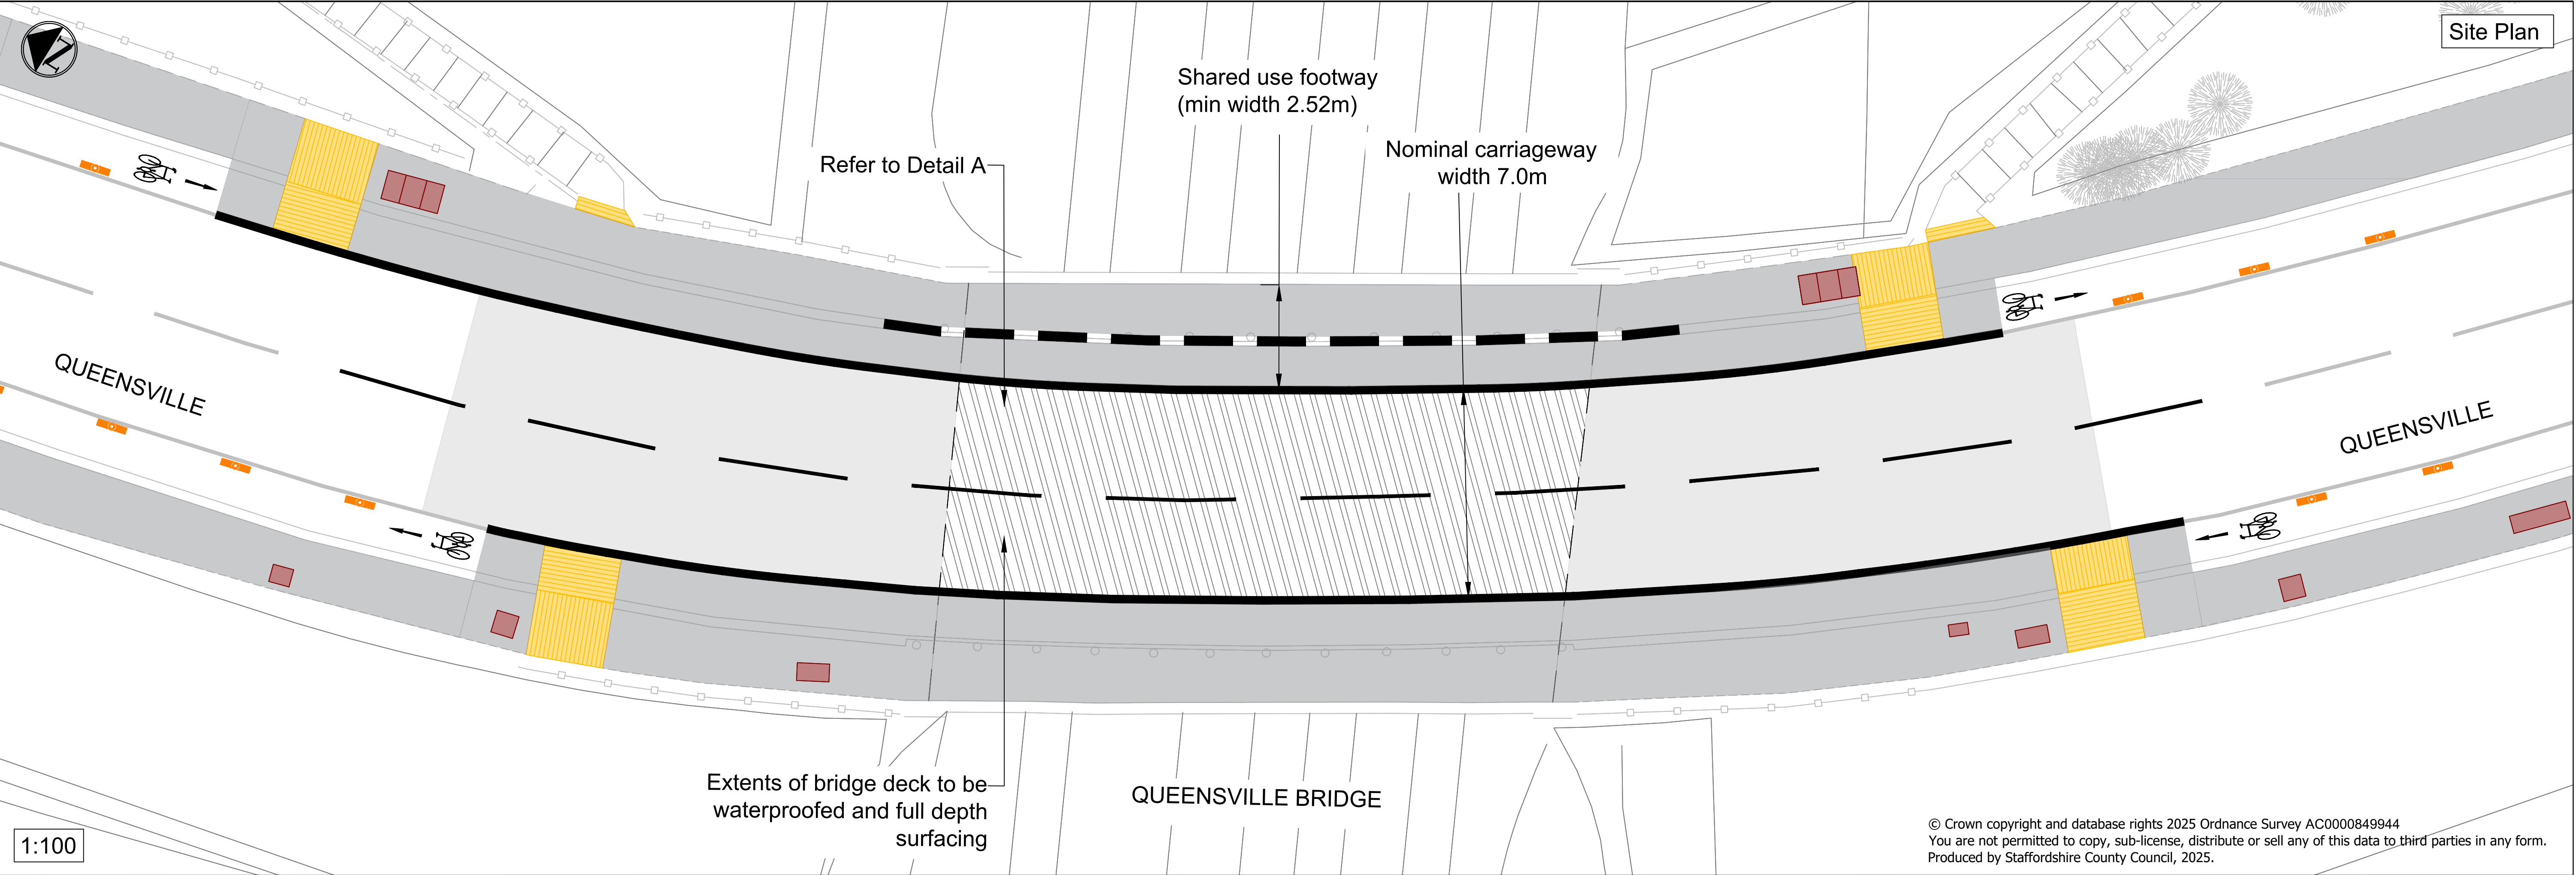 N
Site Plan
Shared use footway
(min width 2.52m)
Nominal carriageway
width 7.0m
Refer to Detail A
QUEENSVILLE
QUEENSVILLE
Extents of bridge deck to be
waterproofed and full depth
surfacing
QUEENSVILLE BRIDGE
1:100
© Crown copyright and database rights 2025 Ordnance Survey AC0000849944
You are not permitted to copy, sub-license, distribute or sell any of this data to third parties in any form.
Produced by Staffordshire County Council, 2025.